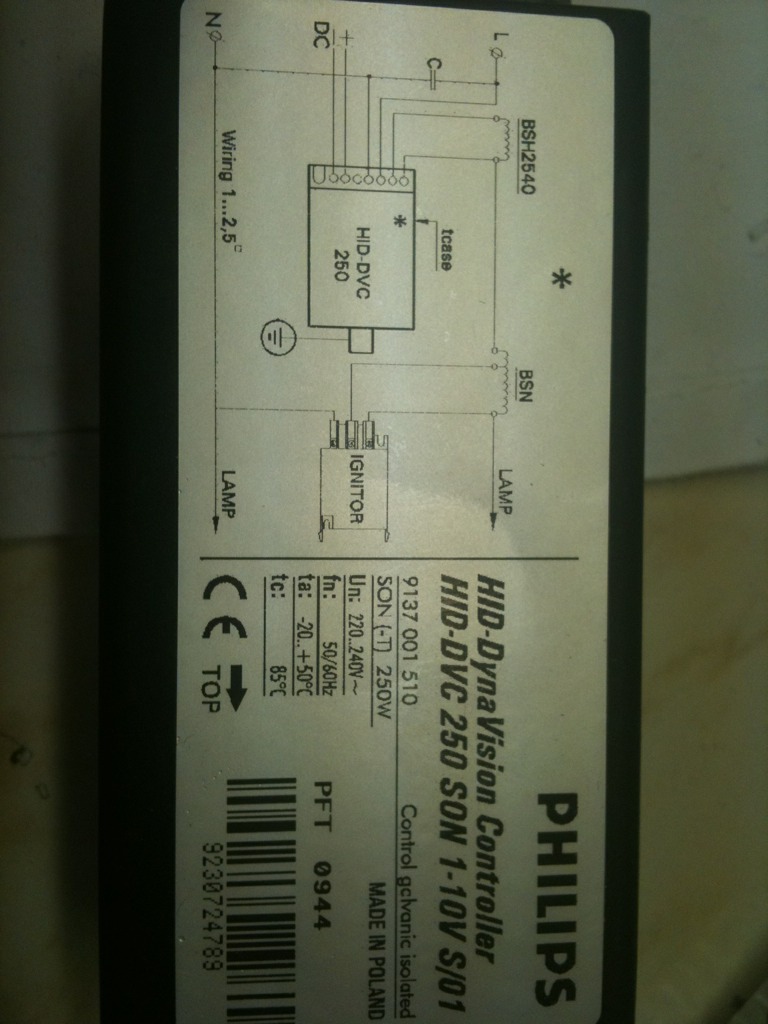 PHILIPS
HID-DynaVision Controller
HID-DVC 250 SON 1-10V S/01
9137 001 510
Control galvanic isolated
SON (-T) 250W
MADE IN POLAND
Un: 220..240V~
fn: 50/60Hz
ta: -20..+50°C
tc: 85°C
PFT 0944
CE TOP
9230724789
*
BSH2540
BSN
L
LAMP
C
tcase
*
HID-DVC
250
IGNITOR
+
DC
Wiring 1...2,5□
N
LAMP